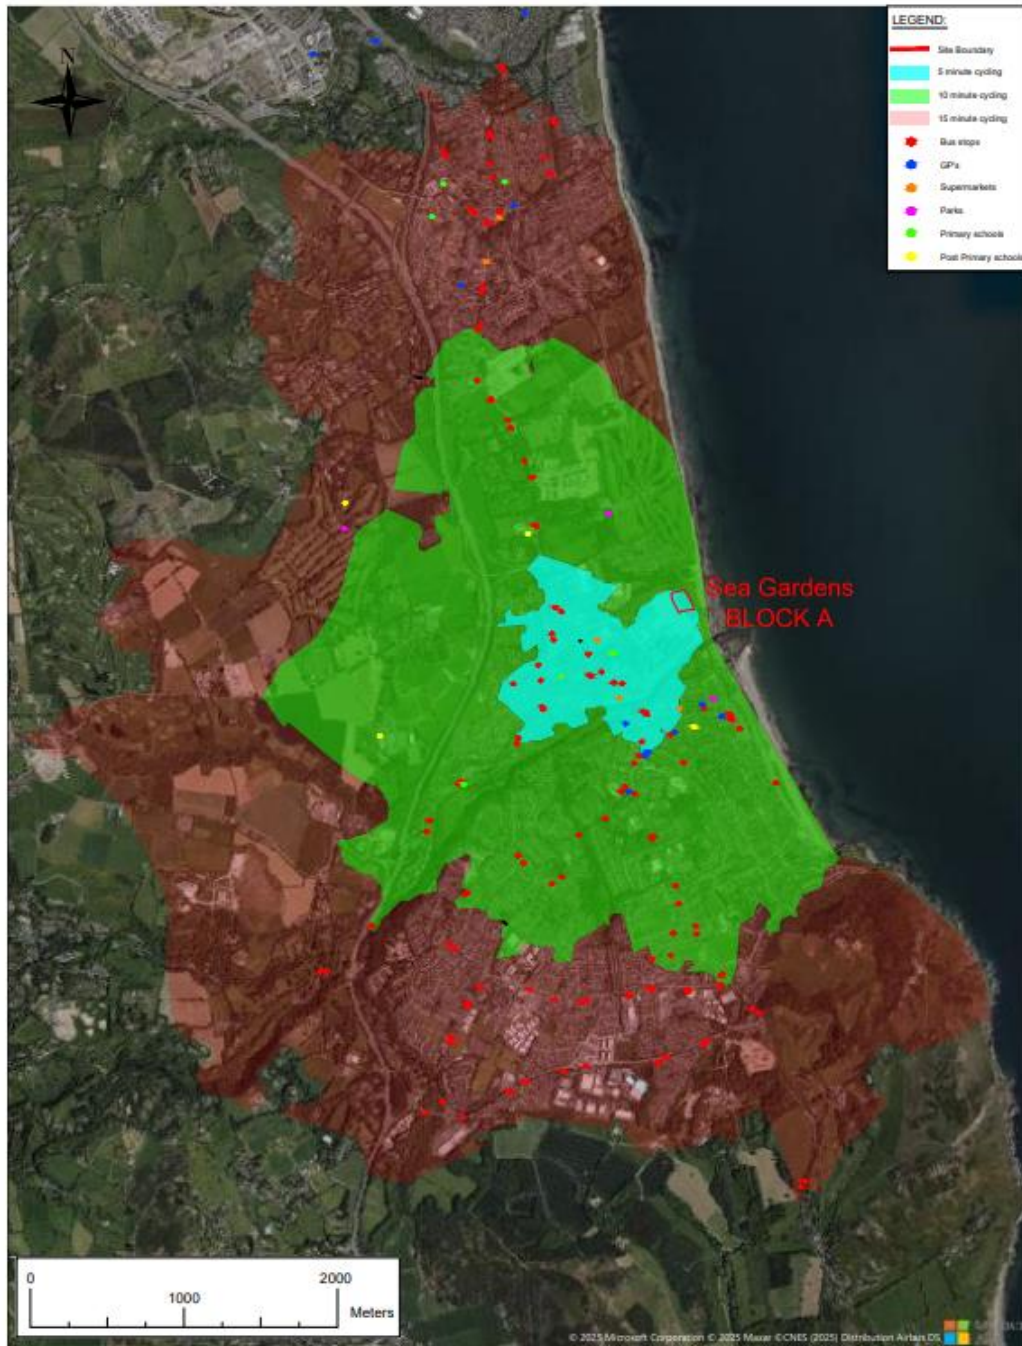 LEGEND:
Site Boundary
5 minute cycling
10 minute cycling
15 minute cycling
Bus stops
GP's
Supermarkets
Parks
Primary schools
Post Primary schools
N
Sea Gardens
BLOCK A
0 2000
1000
Meters
© 2025 Microsoft Corporation © 2025 Maxar ©CNES (2025) Distribution Airbus DS